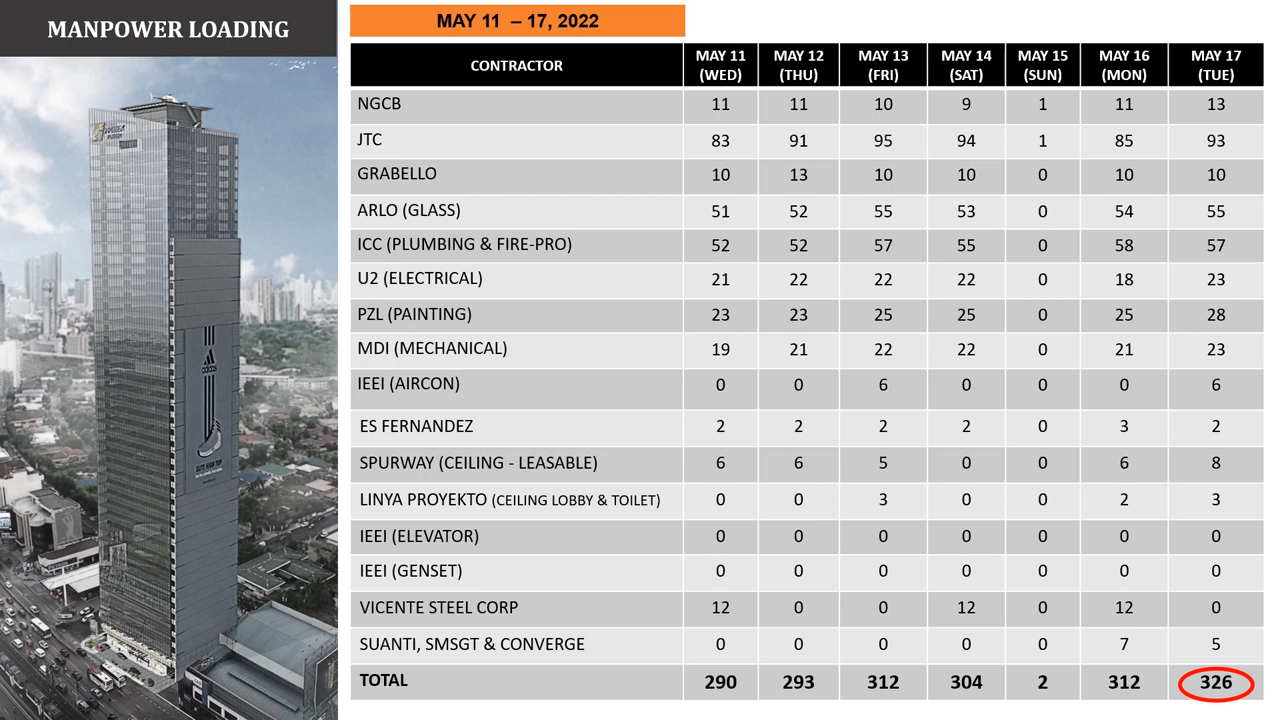 MANPOWER LOADING
MAY 11 – 17, 2022
CONTRACTOR MAY 11 (WED) MAY 12 (THU) MAY 13 (FRI) MAY 14 (SAT) MAY 15 (SUN) MAY 16 (MON) MAY 17 (TUE)
NGCB 11 11 10 9 1 11 13
JTC 83 91 95 94 1 85 93
GRABELLO 10 13 10 10 0 10 10
ARLO (GLASS) 51 52 55 53 0 54 55
ICC (PLUMBING & FIRE-PRO) 52 52 57 55 0 58 57
U2 (ELECTRICAL) 21 22 22 22 0 18 23
PZL (PAINTING) 23 23 25 25 0 25 28
MDI (MECHANICAL) 19 21 22 22 0 21 23
IEEI (AIRCON) 0 0 6 0 0 0 6
ES FERNANDEZ 2 2 2 2 0 3 2
SPURWAY (CEILING - LEASABLE) 6 6 5 0 0 6 8
LINYA PROYEKTO (CEILING LOBBY & TOILET) 0 0 3 0 0 2 3
IEEI (ELEVATOR) 0 0 0 0 0 0 0
IEEI (GENSET) 0 0 0 0 0 0 0
VICENTE STEEL CORP 12 0 0 12 0 12 0
SUANTI, SMSGT & CONVERGE 0 0 0 0 0 7 5
TOTAL 290 293 312 304 2 312 326
adidas